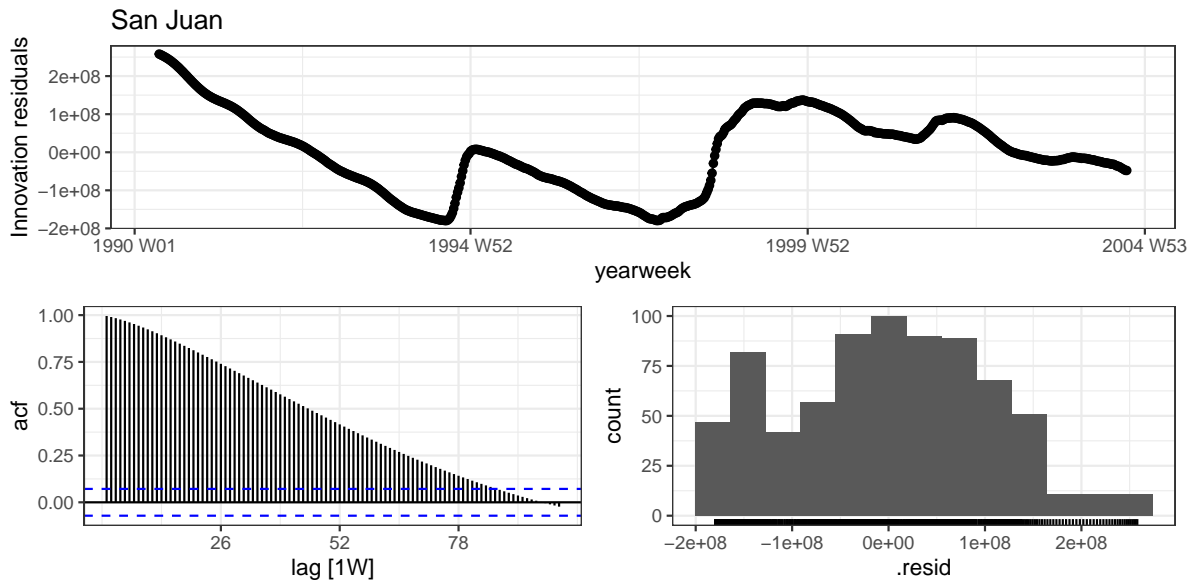 San Juan
Innovation residuals
2e+08
1e+08
0e+00
−1e+08
−2e+08
1990 W01
1994 W52
1999 W52
2004 W53
yearweek
acf
1.00
0.75
0.50
0.25
0.00
26
52
78
lag [1W]
count
100
75
50
25
0
−2e+08
−1e+08
0e+00
1e+08
2e+08
.resid